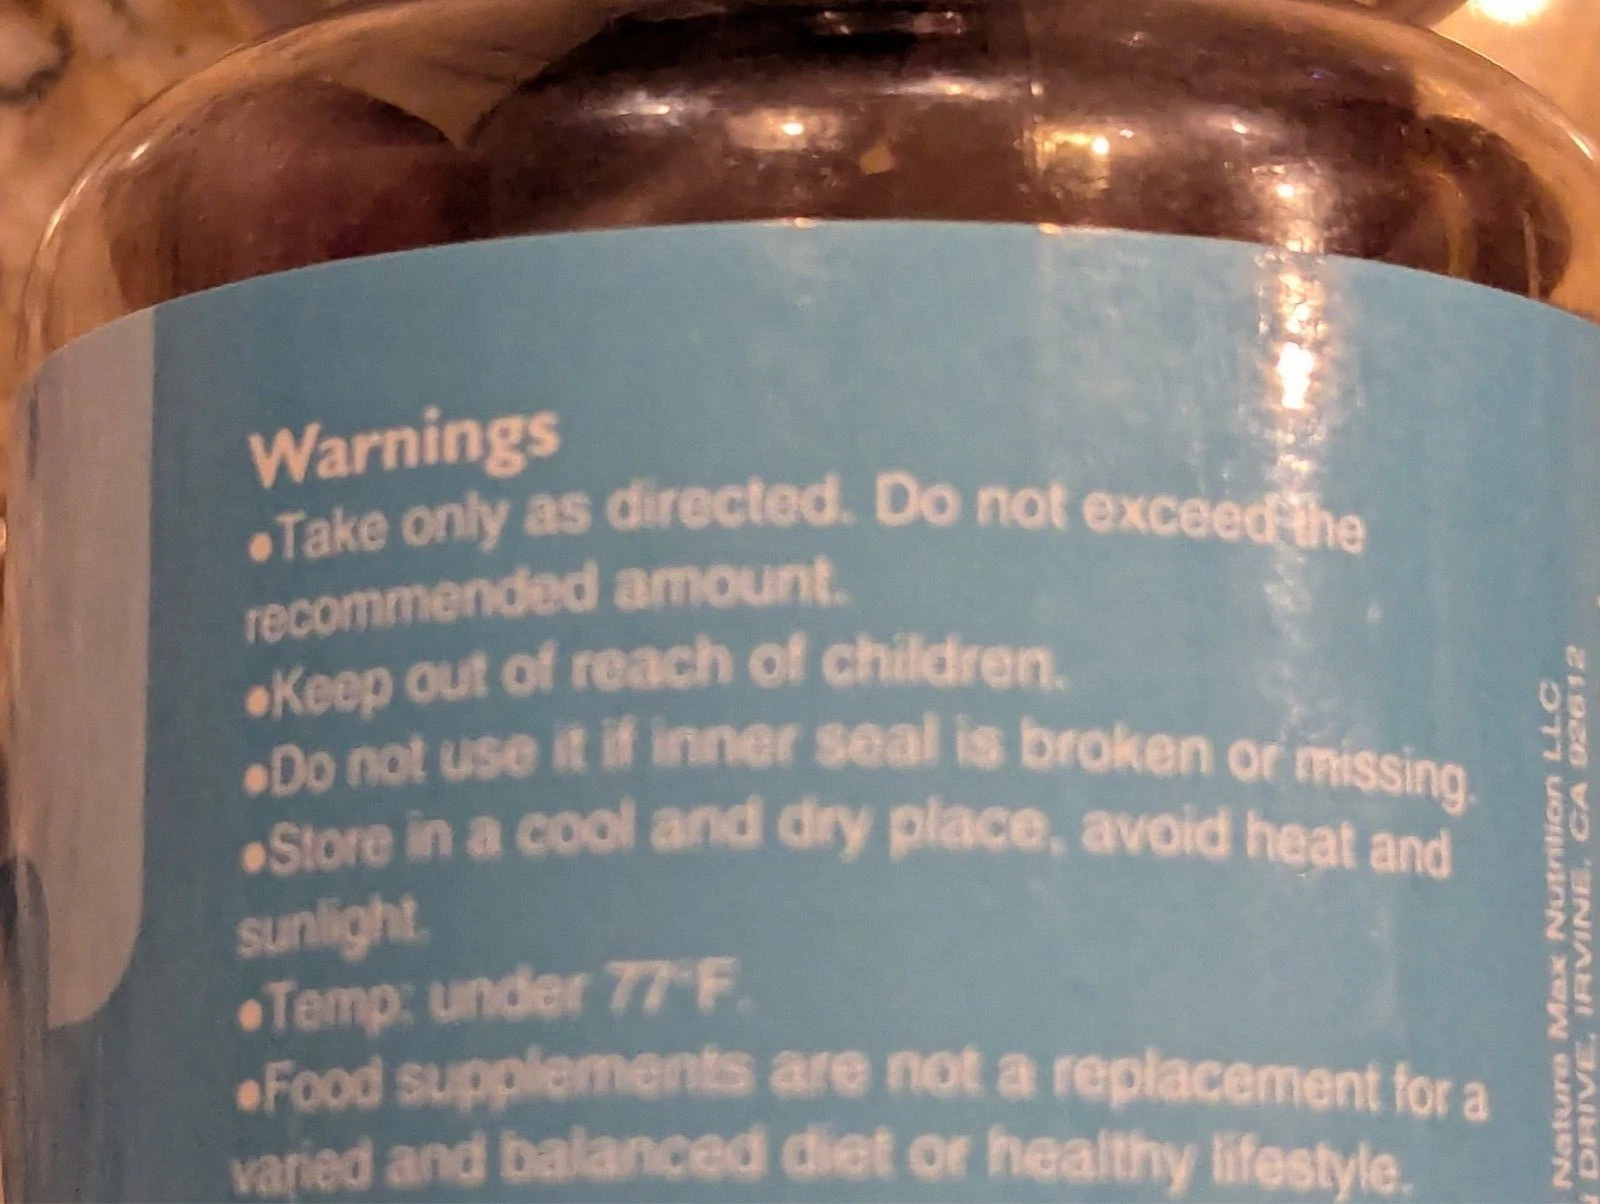 Warnings
•Take only as directed. Do not exceed the
recommended amount.
•Keep out of reach of children.
•Do not use it if inner seal is broken or missing.
•Store in a cool and dry place, avoid heat and
sunlight.
•Temp: under 77°F.
•Food supplements are not a replacement for a
varied and balanced diet or healthy lifestyle.
Nature Max Nutrition LLC
DRIVE, IRVINE, CA 92612